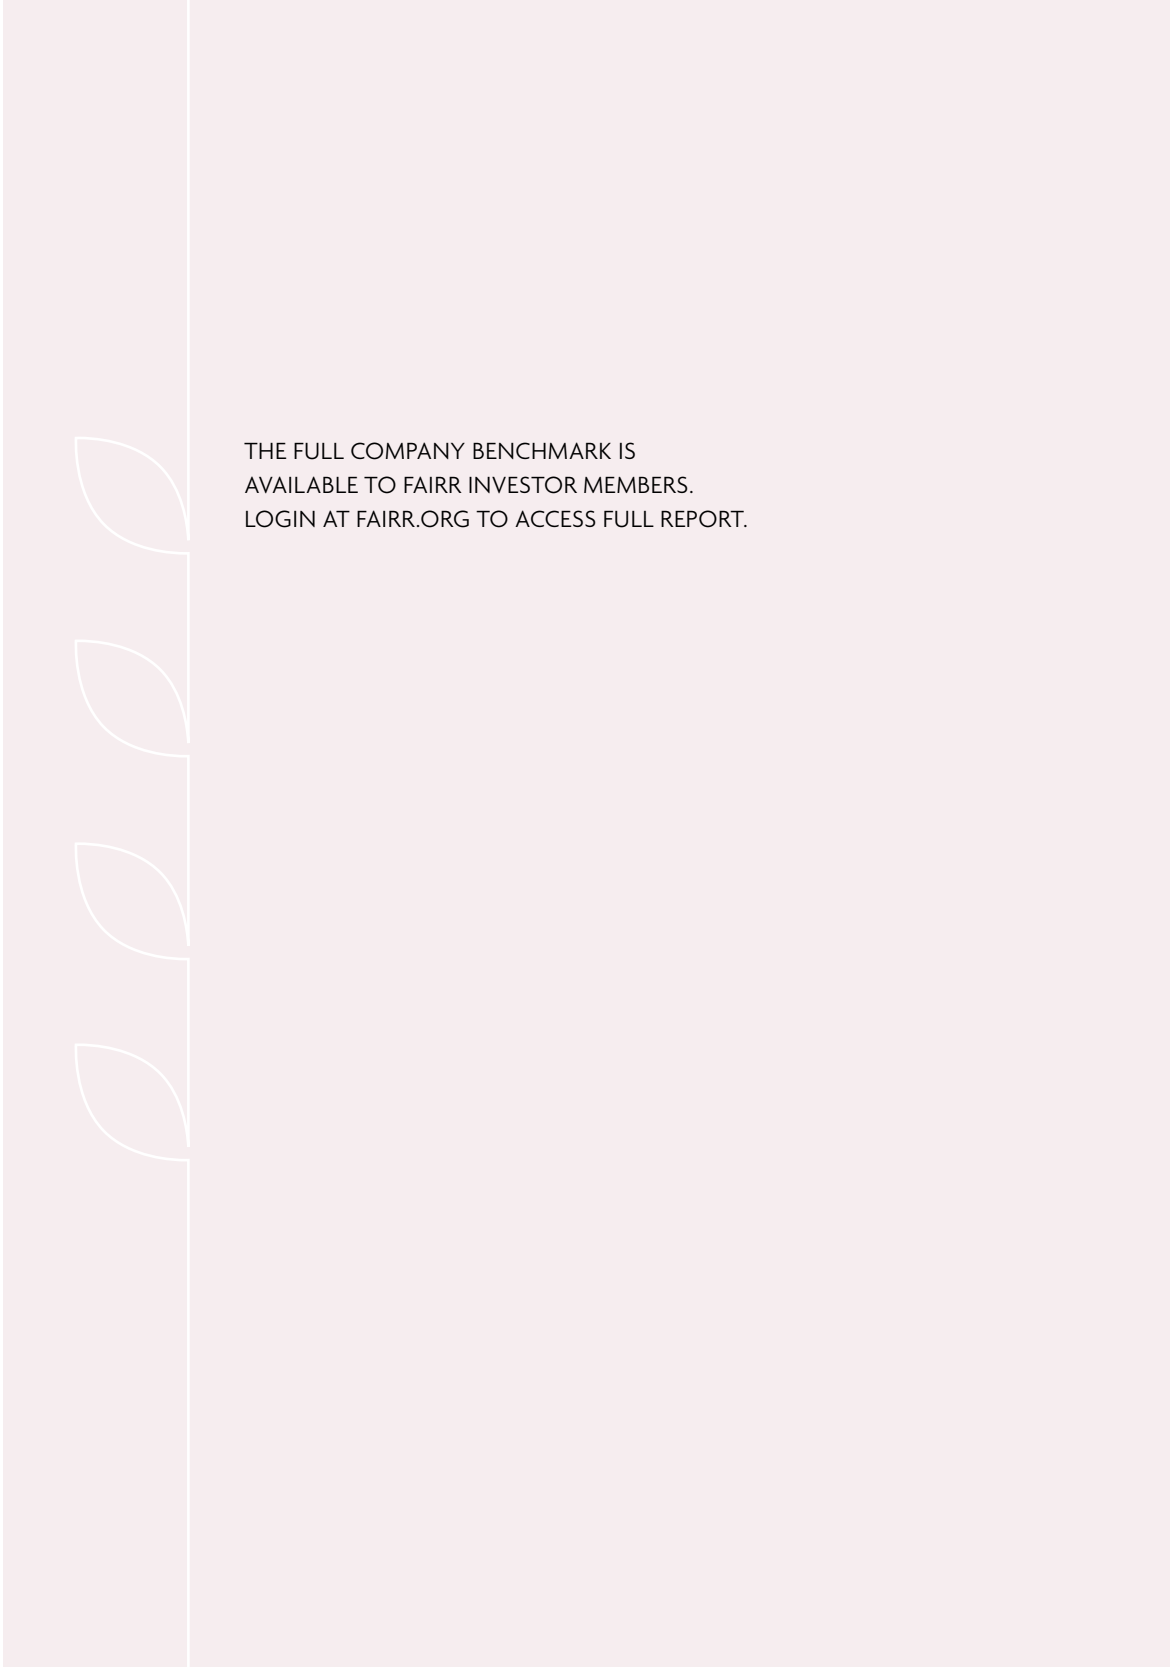 THE FULL COMPANY BENCHMARK IS
AVAILABLE TO FAIRR INVESTOR MEMBERS.
LOGIN AT FAIRR.ORG TO ACCESS FULL REPORT.